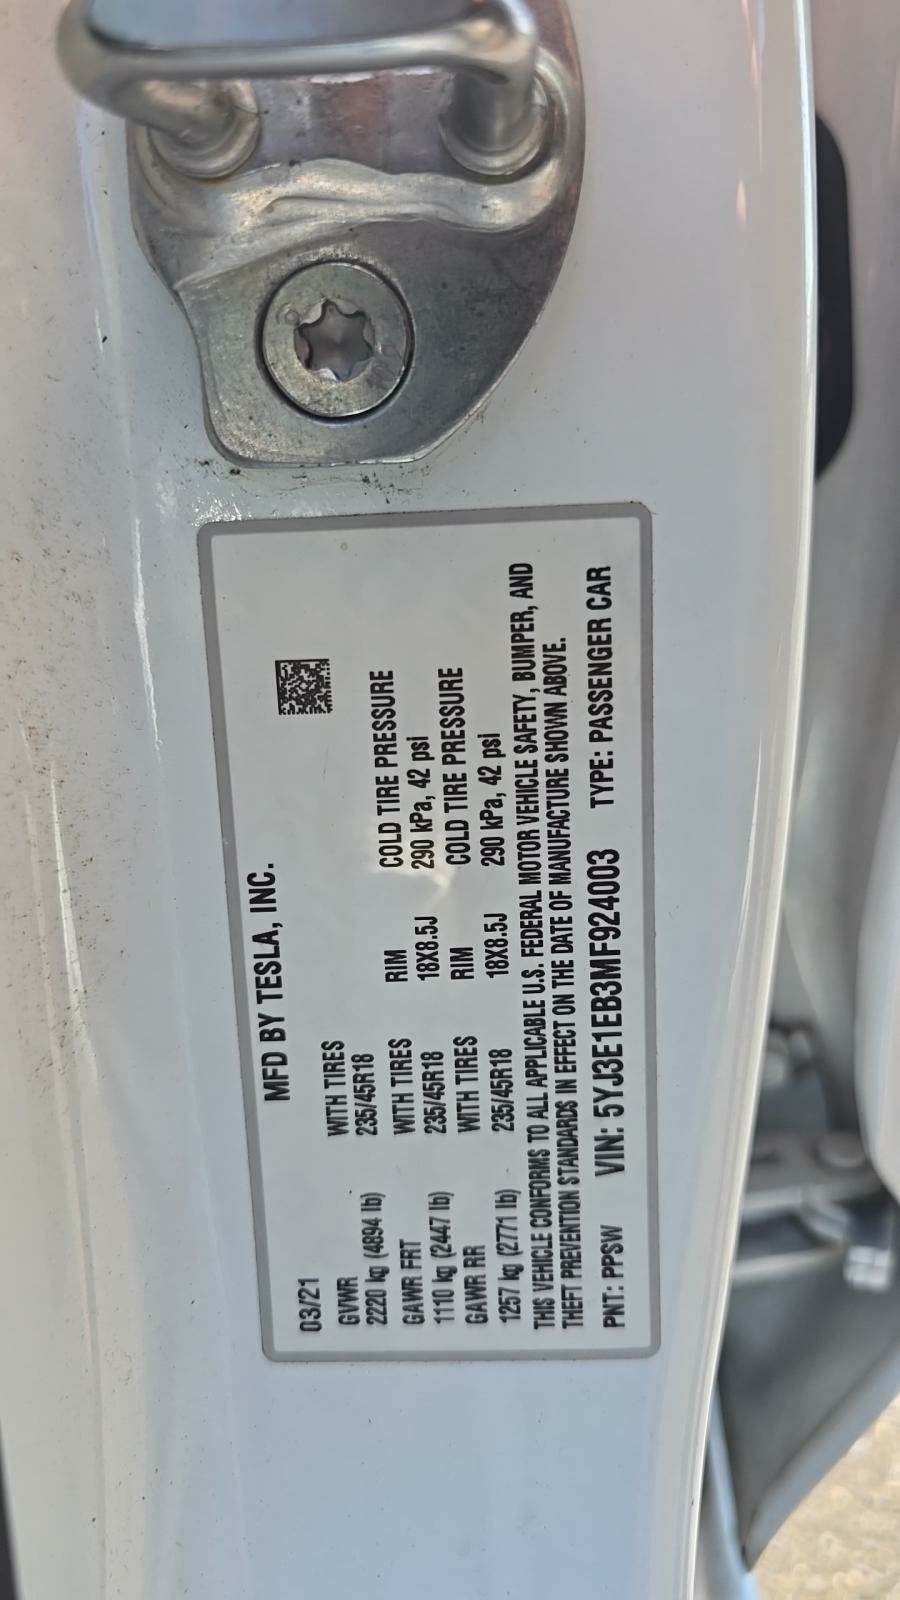 MFD BY TESLA, INC.
03/21
GVWR WITH TIRES
2220 kg (4894 lb) 235/45R18
GAWR FRT WITH TIRES RIM COLD TIRE PRESSURE
1110 kg (2447 lb) 235/45R18 18X8.5J 290 kPa, 42 psi
GAWR RR WITH TIRES RIM COLD TIRE PRESSURE
1257 kg (2771 lb) 235/45R18 18X8.5J 290 kPa, 42 psi
THIS VEHICLE CONFORMS TO ALL APPLICABLE U.S. FEDERAL MOTOR VEHICLE SAFETY, BUMPER, AND
THEFT PREVENTION STANDARDS IN EFFECT ON THE DATE OF MANUFACTURE SHOWN ABOVE.
PNT: PPSW VIN: 5YJ3E1EB3MF924003 TYPE: PASSENGER CAR